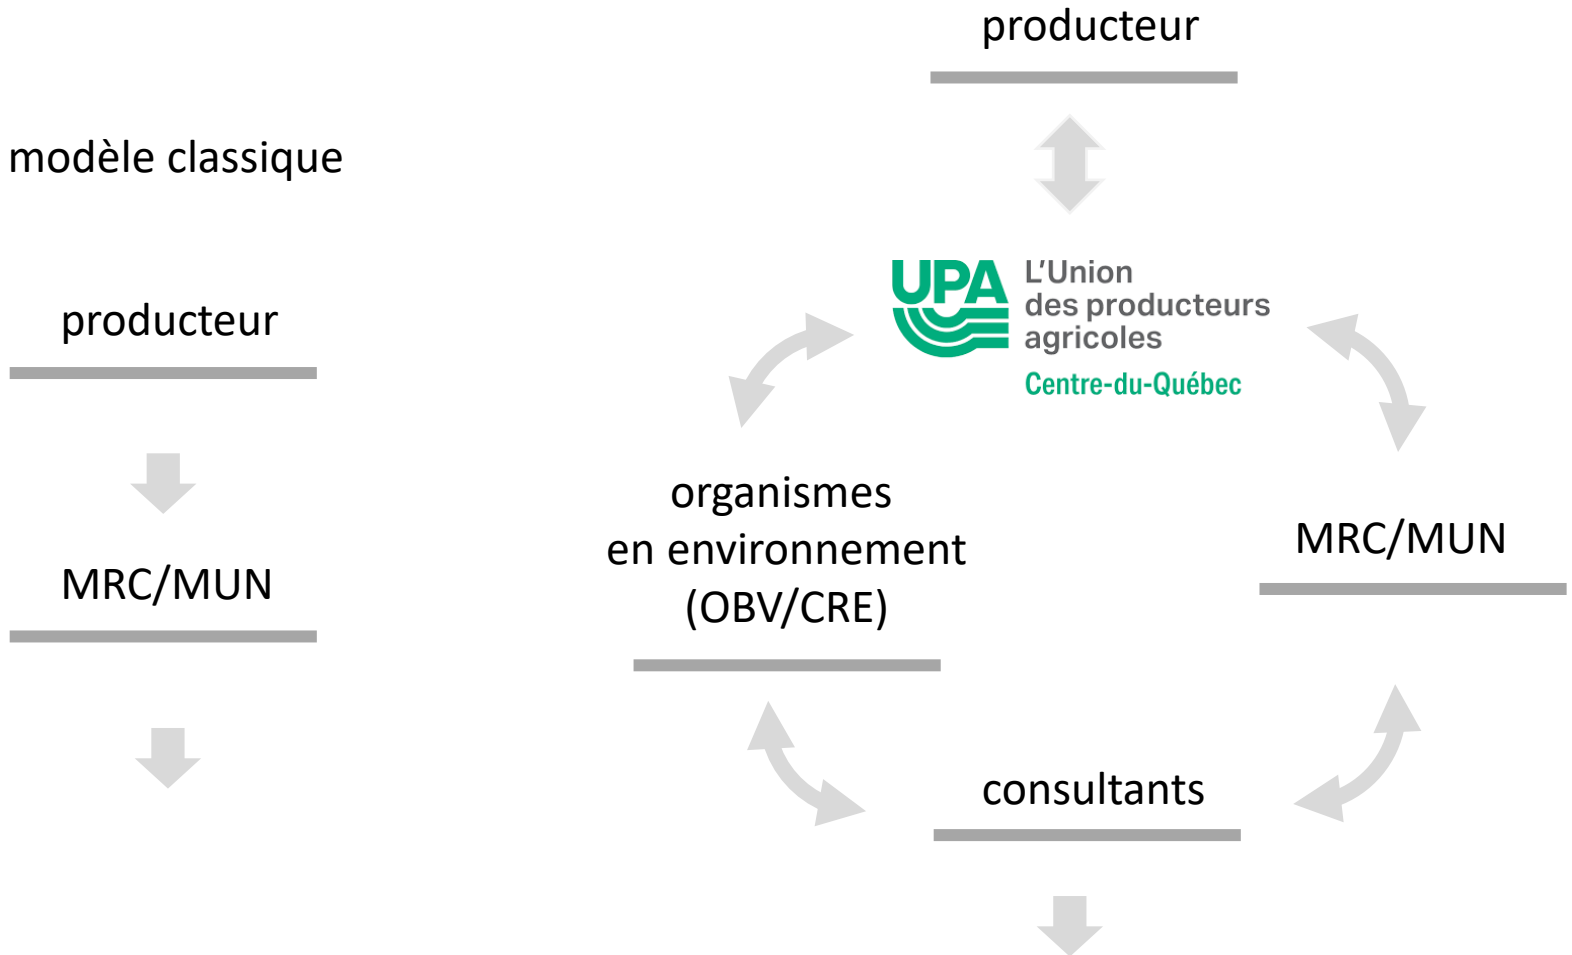 modèle classique
producteur
MRC/MUN
producteur
UPA
L'Union
des producteurs
agricoles
Centre-du-Québec
organismes
en environnement
(OBV/CRE)
MRC/MUN
consultants